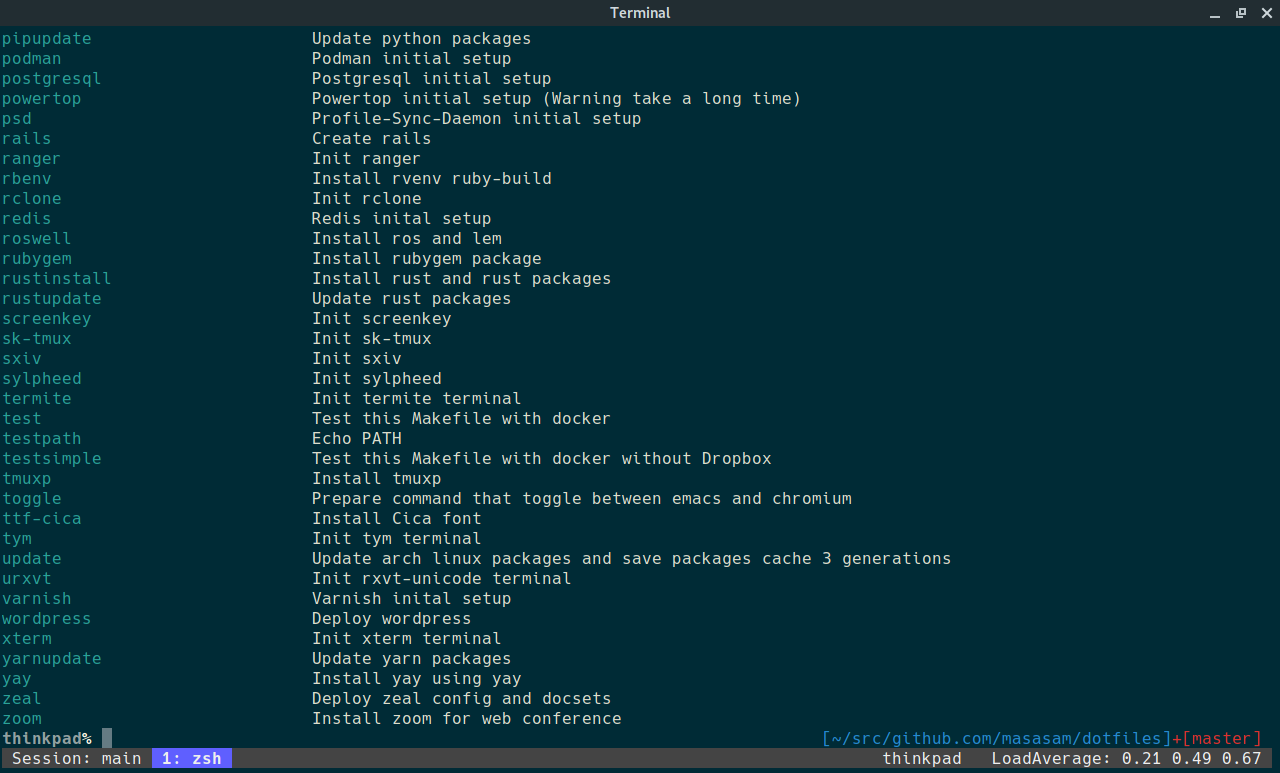 Terminal
pipupdate Update python packages
podman Podman initial setup
postgresql Postgresql initial setup
powertop Powertop initial setup (Warning take a long time)
psd Profile-Sync-Daemon initial setup
rails Create rails
ranger Init ranger
rbenv Install rvenv ruby-build
rclone Init rclone
redis Redis inital setup
roswell Install ros and lem
rubygem Install rubygem package
rustinstall Install rust and rust packages
rustupdate Update rust packages
screenkey Init screenkey
sk-tmux Init sk-tmux
sxiv Init sxiv
sylpheed Init sylpheed
termite Init termite terminal
test Test this Makefile with docker
testpath Echo PATH
testsimple Test this Makefile with docker without Dropbox
tmuxp Install tmuxp
toggle Prepare command that toggle between emacs and chromium
ttf-cica Install Cica font
tym Init tym terminal
update Update arch linux packages and save packages cache 3 generations
urxvt Init rxvt-unicode terminal
varnish Varnish inital setup
wordpress Deploy wordpress
xterm Init xterm terminal
yarnupdate Update yarn packages
yay Install yay using yay
zeal Deploy zeal config and docsets
zoom Install zoom for web conference
thinkpad% [~/src/github.com/masasam/dotfiles]+[master]
Session: main 1: zsh thinkpad LoadAverage: 0.21 0.49 0.67